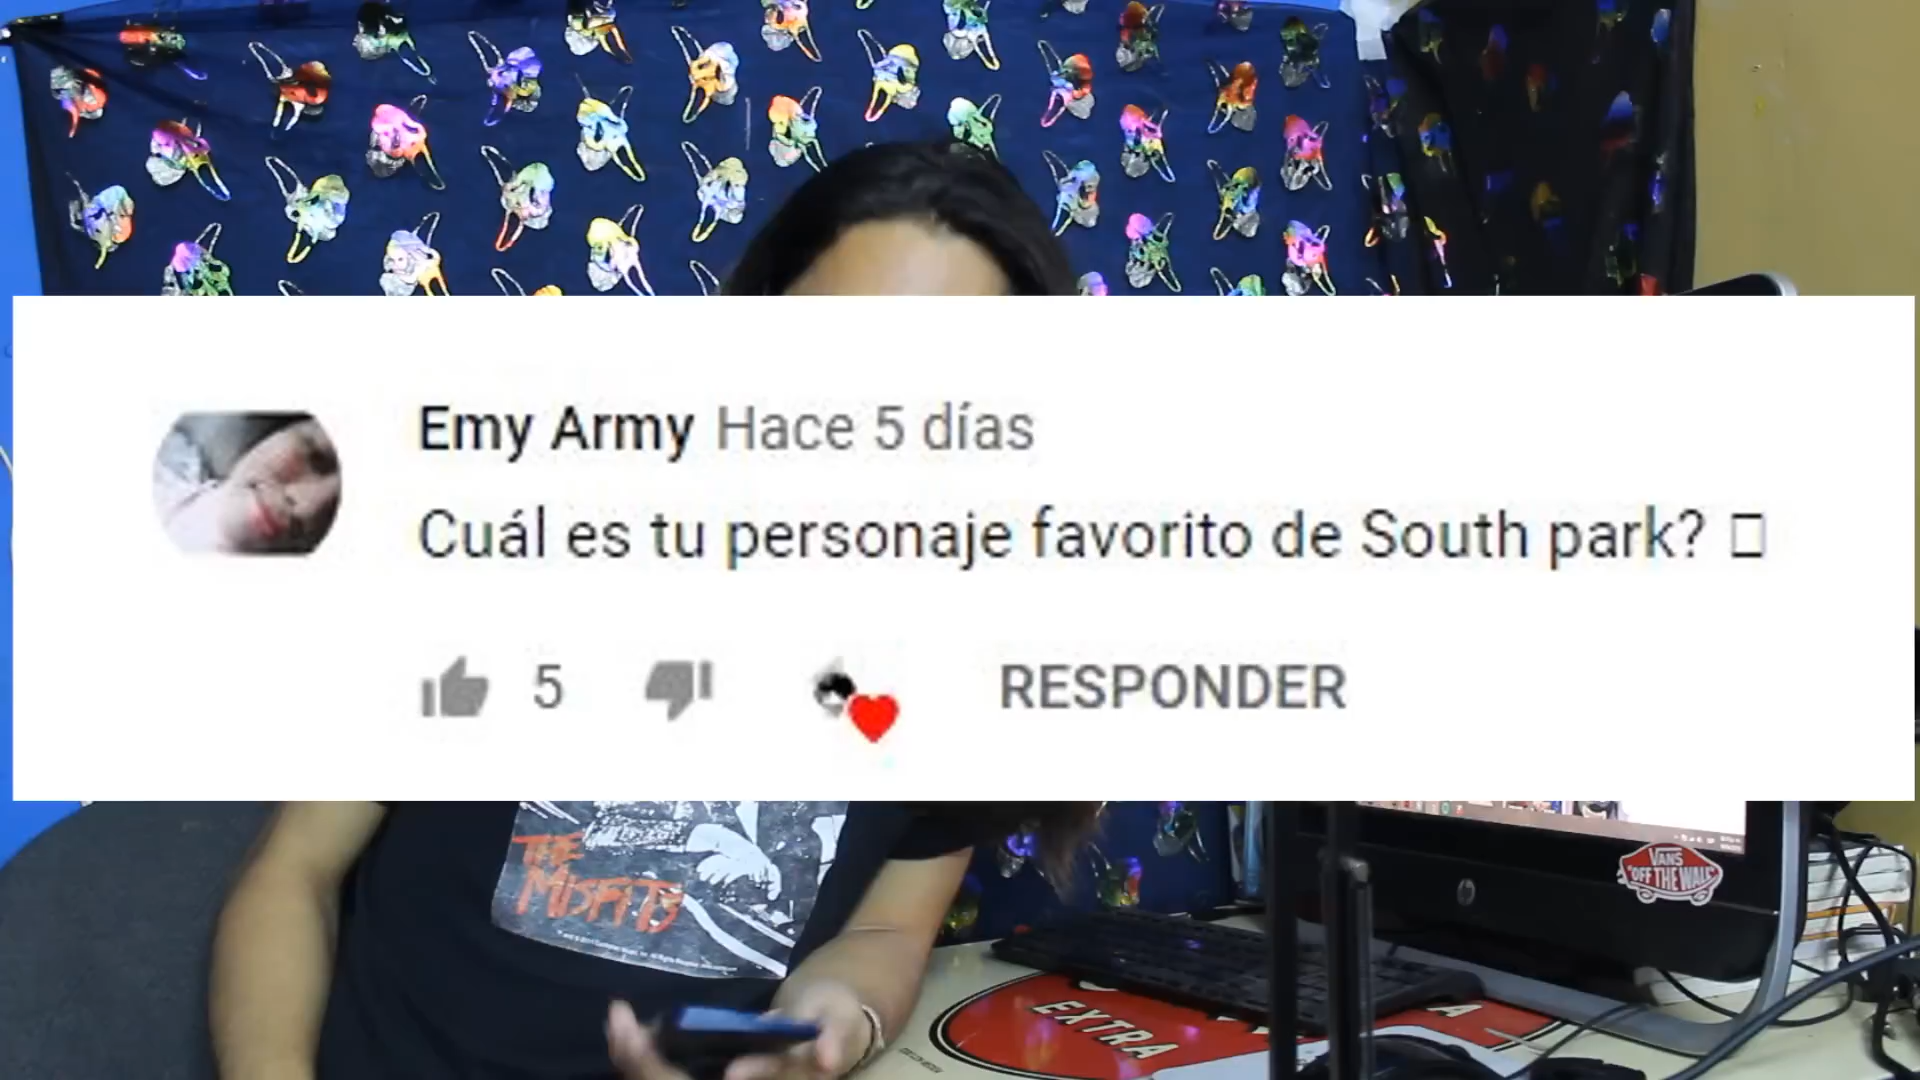 Emy Army Hace 5 días
Cuál es tu personaje favorito de South park?
5 RESPONDER
THE
MISFITS
VANS
"OFF THE WALL"
hp
EXTRA